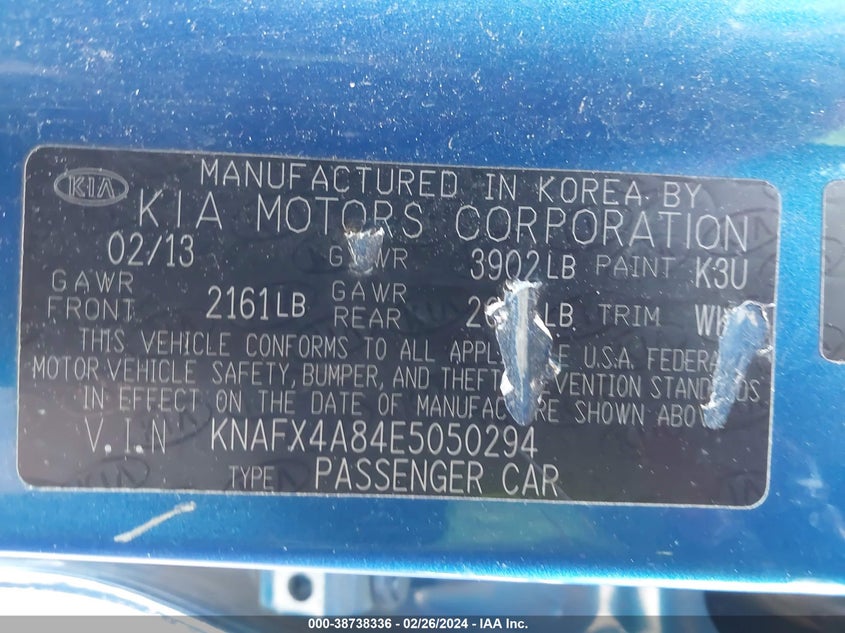 KIA
MANUFACTURED IN KOREA BY
KIA MOTORS CORPORATION
02/13 3902LB PAINT K3U
GAWR FRONT 2161LB GAWR REAR LB TRIM
THIS VEHICLE CONFORMS TO ALL U.S.A.
MOTOR VEHICLE SAFETY, BUMPER, AND
IN EFFECT ON THE DATE OF SHOWN
V.I.N KNAFX4A84E5050294
TYPE PASSENGER CAR
000-38738336 - 02/26/2024 - IAA Inc.